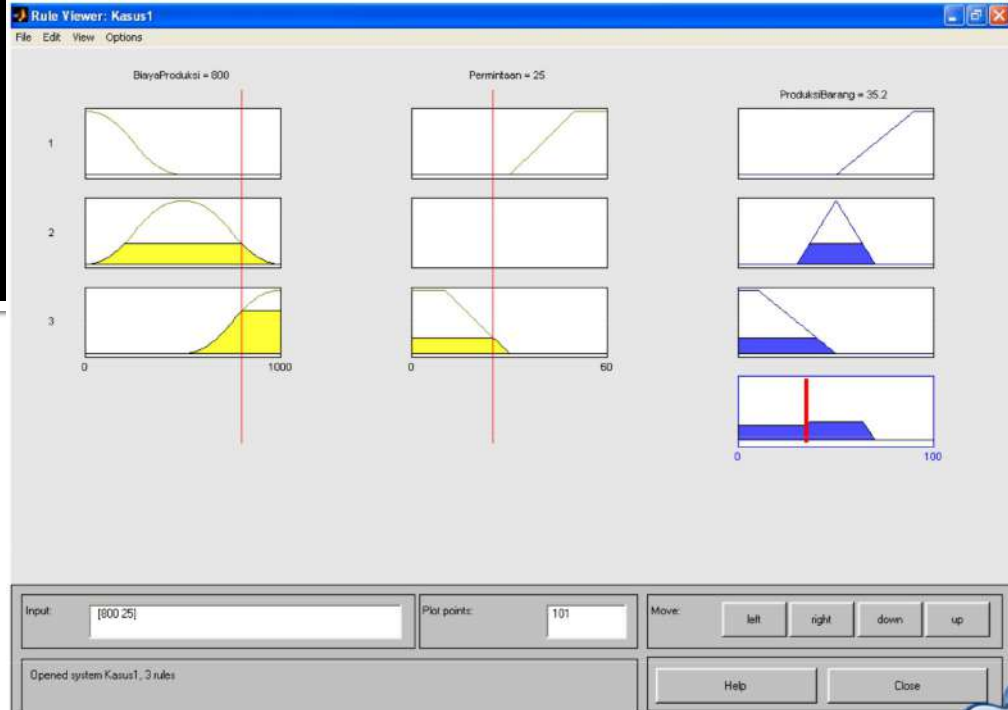 Rule Viewer: Kasus1
File Edit View Options
BiayaProduksi = 800
Permintaan = 25
ProduksiBarang = 35.2
1
2
3
0 1000
0 60
0 100
Input: [800 25]
Plot points: 101
Move: left right down up
Opened system Kasus1, 3 rules
Help Close